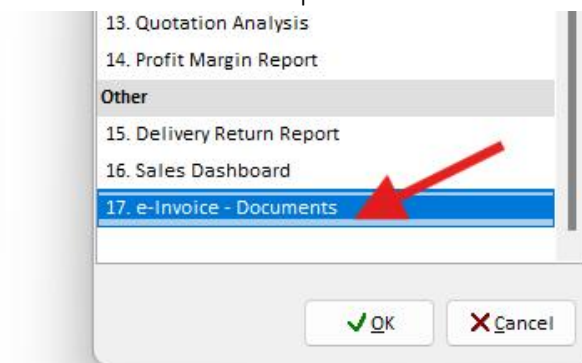 13. Quotation Analysis
14. Profit Margin Report
Other
15. Delivery Return Report
16. Sales Dashboard
17. e-Invoice - Documents
OK
Cancel